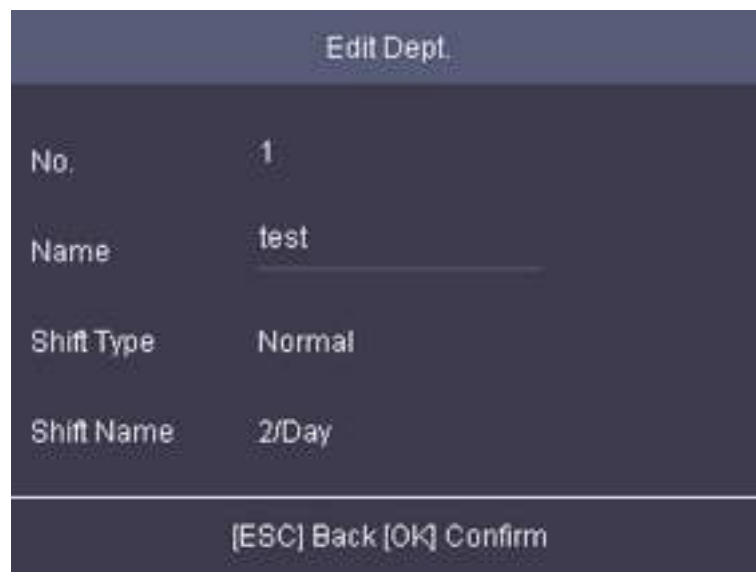 Edit Dept.
No. 1
Name test
Shift Type Normal
Shift Name 2/Day
[ESC] Back [OK] Confirm